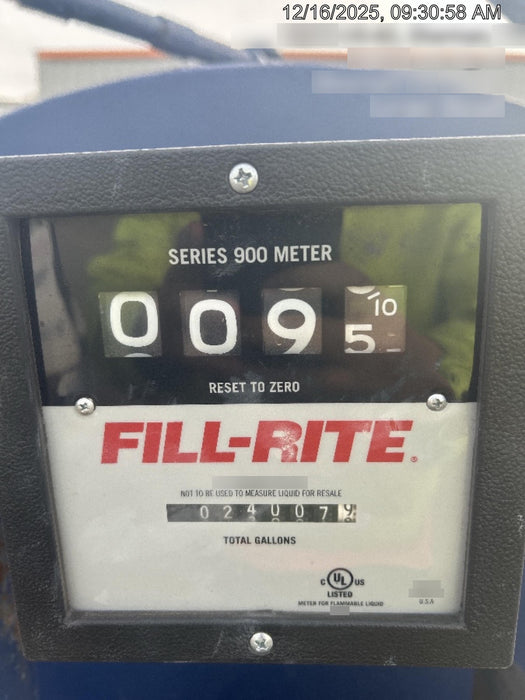 12/16/2025, 09:30:58 AM
SERIES 900 METER
0 0 9 5 /10
RESET TO ZERO
FILL-RITE®
NOT TO BE USED TO MEASURE LIQUID FOR RESALE
0 2 4 0 0 7 9
TOTAL GALLONS
C UL US
LISTED
METER FOR FLAMMABLE LIQUID
U.S.A